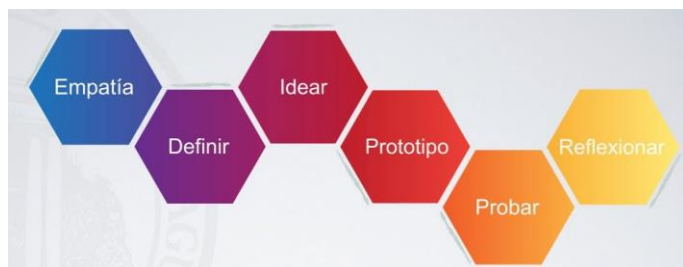 Empatía
Definir
Idear
Prototipo
Probar
Reflexionar